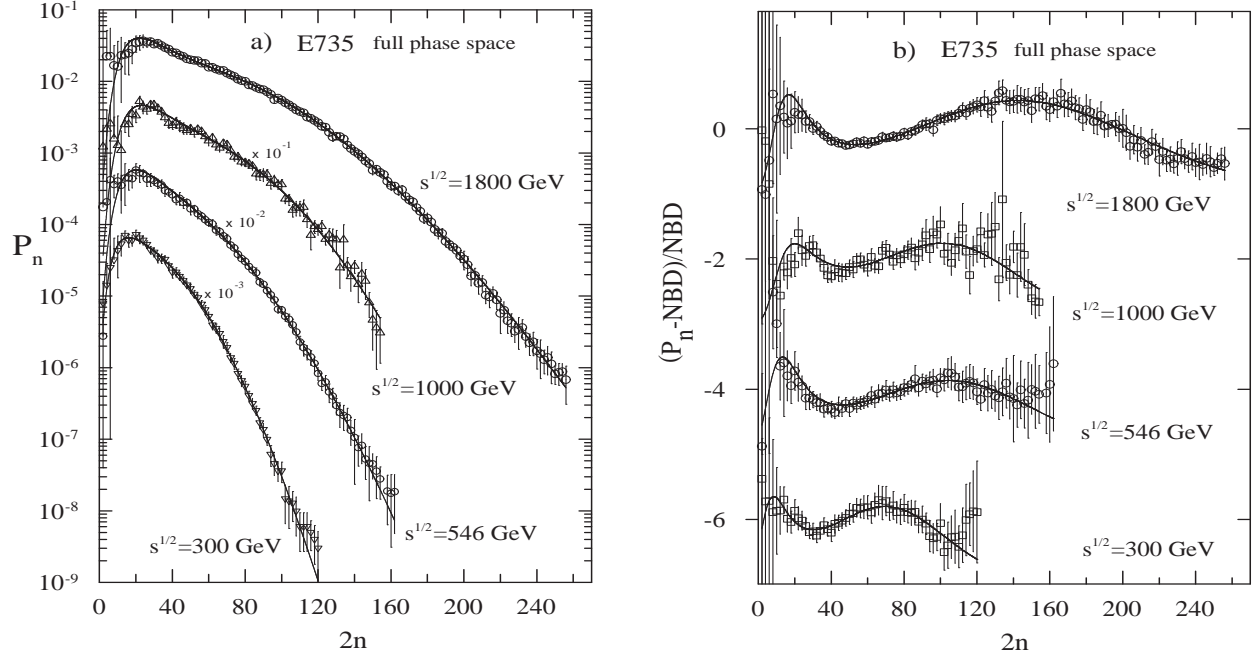 a) E735 full phase space
10⁻¹
10⁻²
10⁻³
10⁻⁴
10⁻⁵
10⁻⁶
10⁻⁷
10⁻⁸
10⁻⁹
Pₙ
x 10⁻¹
x 10⁻²
x 10⁻³
s^{1/2}=1800 GeV
s^{1/2}=1000 GeV
s^{1/2}=546 GeV
s^{1/2}=300 GeV
0 40 80 120 160 200 240
2n
b) E735 full phase space
0
-2
-4
-6
(Pₙ-NBD)/NBD
s^{1/2}=1800 GeV
s^{1/2}=1000 GeV
s^{1/2}=546 GeV
s^{1/2}=300 GeV
0 40 80 120 160 200 240
2n